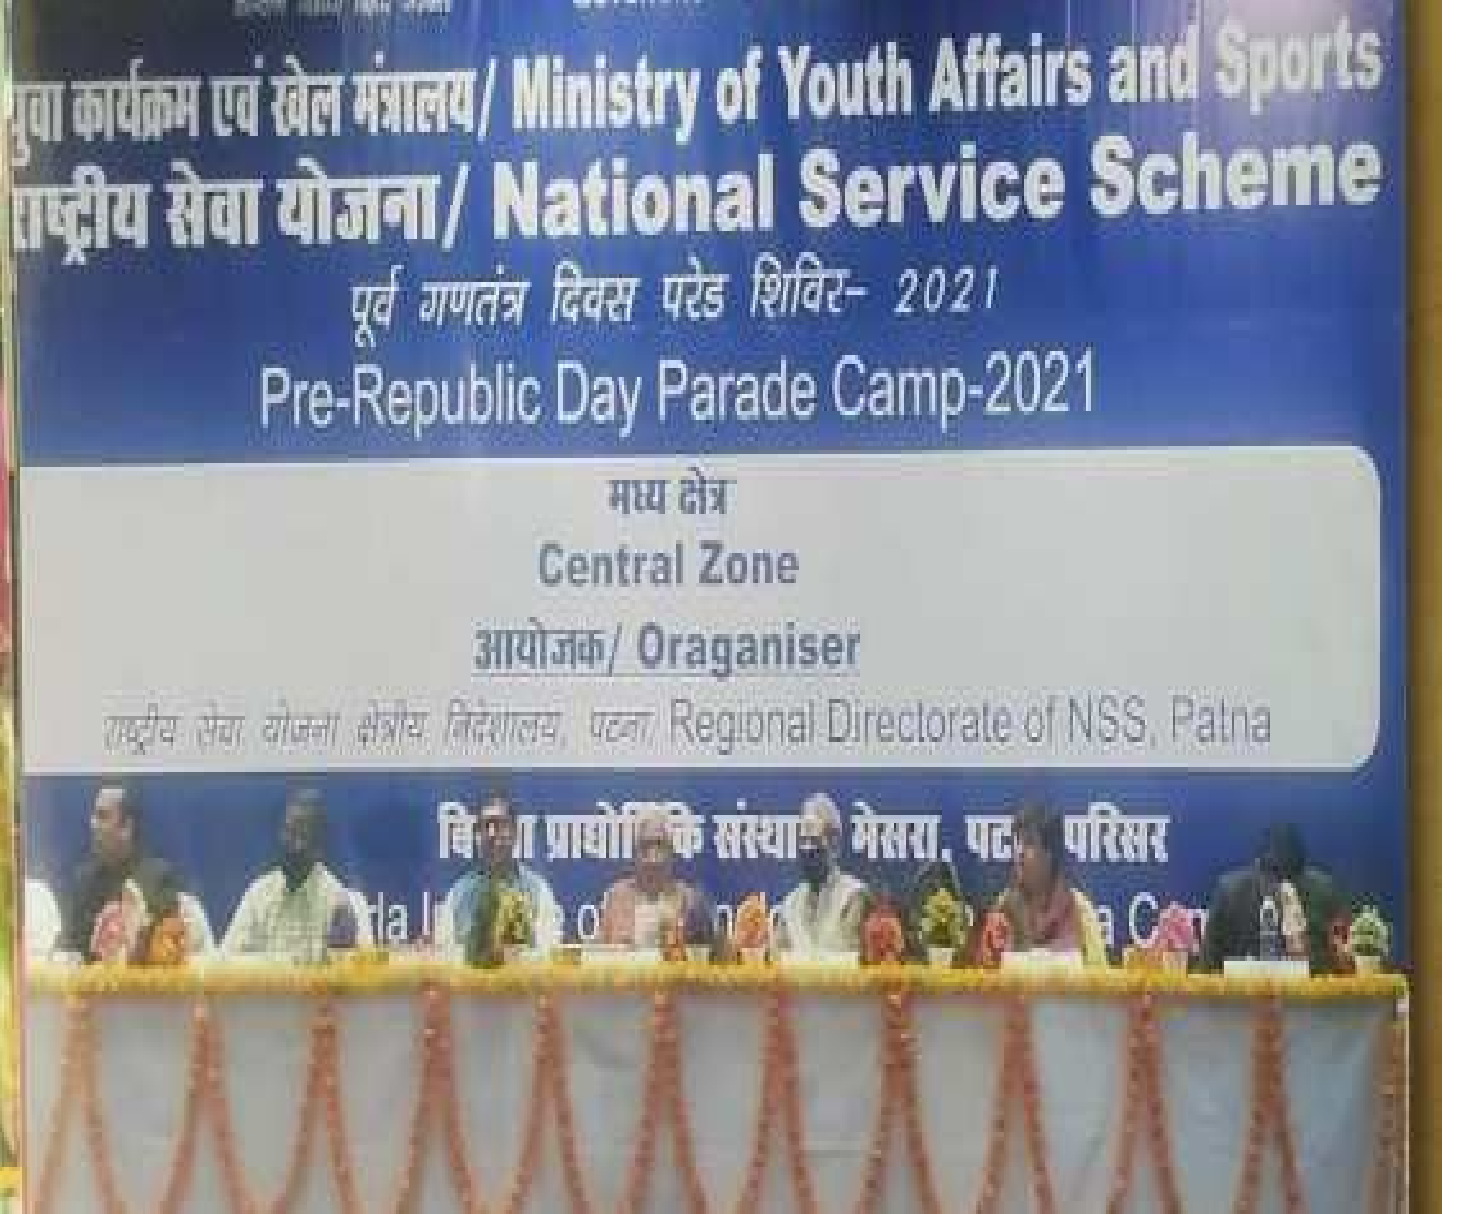 युवा कार्यक्रम एवं खेल मंत्रालय/ Ministry of Youth Affairs and Sports
राष्ट्रीय सेवा योजना/ National Service Scheme
पूर्व गणतंत्र दिवस परेड शिविर- 2021
Pre-Republic Day Parade Camp-2021
मध्य क्षेत्र
Central Zone
आयोजक/ Oraganiser
राष्ट्रीय सेवा योजना क्षेत्रीय निदेशालय, पटना Regional Directorate of NSS, Patna
संस्थान मेसरा, परिसर